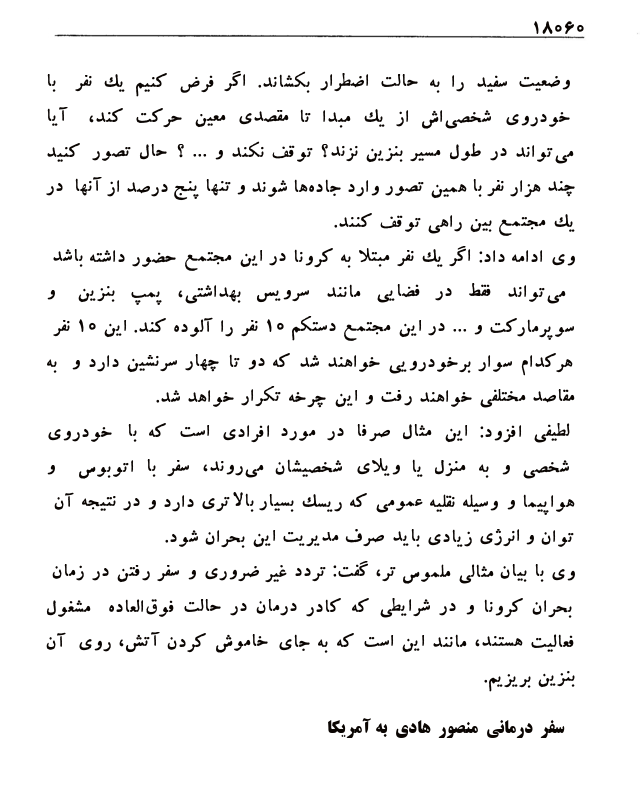 ۱۸۰۶۰
وضعیت سفید را به حالت اضطرار بکشاند. اگر فرض کنیم یك نفر با
خودروی شخصی‌اش از یك مبدا تا مقصدی معین حرکت کند، آیا
می‌تواند در طول مسیر بنزین نزند؟ توقف نکند و ... ؟ حال تصور کنید
چند هزار نفر با همین تصور وارد جاده‌ها شوند و تنها پنج درصد از آنها در
یك مجتمع بین راهی توقف کنند.
وی ادامه داد: اگر یك نفر مبتلا به کرونا در این مجتمع حضور داشته باشد
می‌تواند فقط در فضایی مانند سرویس بهداشتی، پمپ بنزین و
سوپرمارکت و ... در این مجتمع دستکم ۱۵ نفر را آلوده کند. این ۱۵ نفر
هرکدام سوار برخودرویی خواهند شد که دو تا چهار سرنشین دارد و به
مقاصد مختلفی خواهند رفت و این چرخه تکرار خواهد شد.
لطیفی افزود: این مثال صرفا در مورد افرادی است که با خودروی
شخصی و به منزل یا ویلای شخصیشان می‌روند، سفر با اتوبوس و
هواپیما و وسیله نقلیه عمومی که ریسك بسیار بالاتری دارد و در نتیجه آن
توان و انرژی زیادی باید صرف مدیریت این بحران شود.
وی با بیان مثالی ملموس تر، گفت: تردد غیر ضروری و سفر رفتن در زمان
بحران کرونا و در شرایطی که کادر درمان در حالت فوق‌العاده مشغول
فعالیت هستند، مانند این است که به جای خاموش کردن آتش، روی آن
بنزین بریزیم.
سفر درمانی منصور هادی به آمریکا